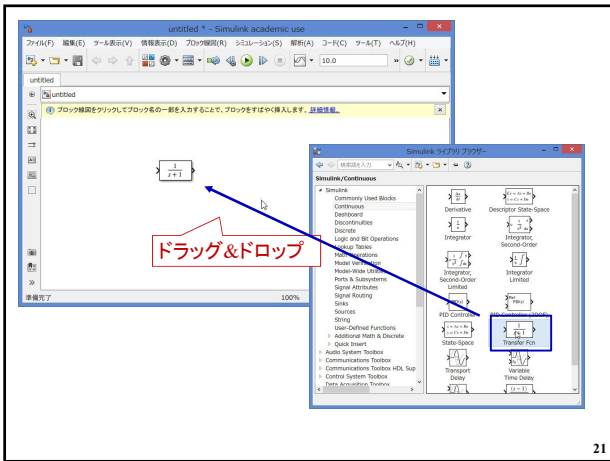 untitled * - Simulink academic use
ファイル(F) 編集(E) ツール表示(V) 情報表示(D) ブロック線図(R) シミュレーション(S) 解析(A) コード(C) ツール(T) ヘルプ(H)
10.0
untitled
untitled
ブロック線図をクリックしてブロック名の一部を入力することで、ブロックをすばやく挿入します。詳細情報。
1
s+1
ドラッグ&ドロップ
準備完了
100%
Simulink ライブラリ ブラウザー
検索語を入力
Simulink/Continuous
Simulink
Commonly Used Blocks
Continuous
Dashboard
Discontinuities
Discrete
Logic and Bit Operations
Lookup Tables
Math Operations
Model Verification
Model-Wide Utilities
Ports & Subsystems
Signal Attributes
Signal Routing
Sinks
Sources
String
User-Defined Functions
Additional Math & Discrete
Quick Insert
Audio System Toolbox
Communications Toolbox
Communications Toolbox HDL Sup
Control System Toolbox
Data Acquisition Toolbox
Derivative
Descriptor State-Space
Integrator
Integrator,
Second-Order
Integrator,
Second-Order
Limited
Integrator
Limited
PID(s)
PID Controller
PID Controller (2DOF)
State-Space
Transfer Fcn
Transport
Delay
Variable
Time Delay
(s-1)
21